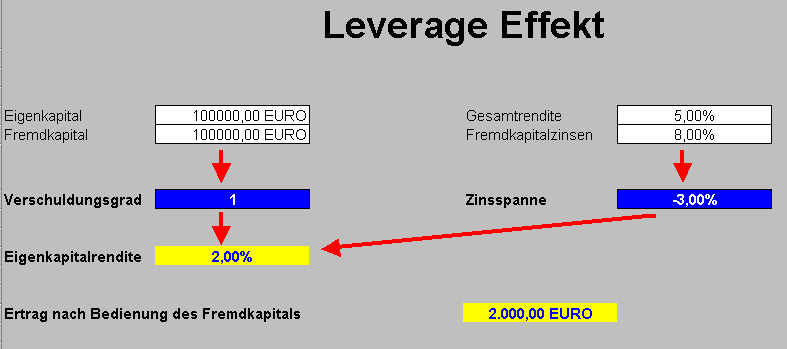 Leverage Effekt
Eigenkapital 100000,00 EURO Gesamtrendite 5,00%
Fremdkapital 100000,00 EURO Fremdkapitalzinsen 8,00%
Verschuldungsgrad 1 Zinsspanne -3,00%
Eigenkapitalrendite 2,00%
Ertrag nach Bedienung des Fremdkapitals 2.000,00 EURO